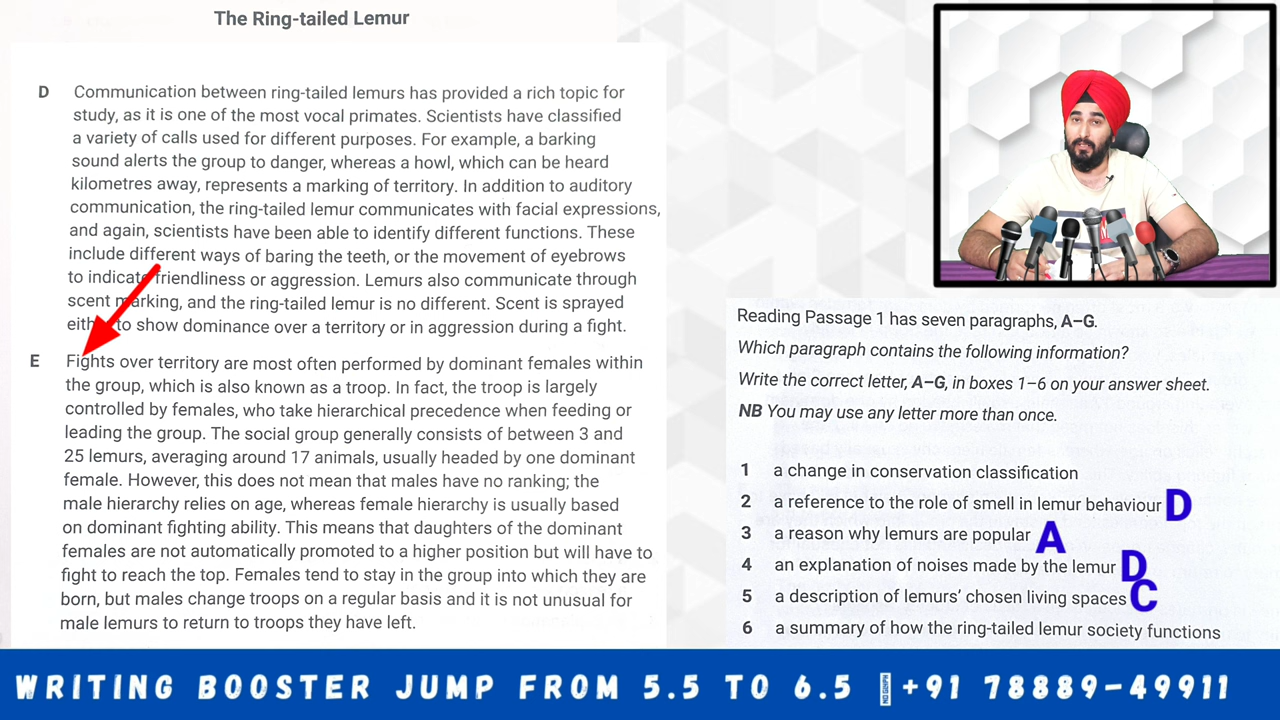 The Ring-tailed Lemur
D Communication between ring-tailed lemurs has provided a rich topic for
study, as it is one of the most vocal primates. Scientists have classified
a variety of calls used for different purposes. For example, a barking
sound alerts the group to danger, whereas a howl, which can be heard
kilometres away, represents a marking of territory. In addition to auditory
communication, the ring-tailed lemur communicates with facial expressions,
and again, scientists have been able to identify different functions. These
include different ways of baring the teeth, or the movement of eyebrows
to indicate friendliness or aggression. Lemurs also communicate through
scent marking, and the ring-tailed lemur is no different. Scent is sprayed
either to show dominance over a territory or in aggression during a fight.
E Fights over territory are most often performed by dominant females within
the group, which is also known as a troop. In fact, the troop is largely
controlled by females, who take hierarchical precedence when feeding or
leading the group. The social group generally consists of between 3 and
25 lemurs, averaging around 17 animals, usually headed by one dominant
female. However, this does not mean that males have no ranking; the
male hierarchy relies on age, whereas female hierarchy is usually based
on dominant fighting ability. This means that daughters of the dominant
females are not automatically promoted to a higher position but will have to
fight to reach the top. Females tend to stay in the group into which they are
born, but males change troops on a regular basis and it is not unusual for
male lemurs to return to troops they have left.
Reading Passage 1 has seven paragraphs, A–G.
Which paragraph contains the following information?
Write the correct letter, A–G, in boxes 1–6 on your answer sheet.
NB You may use any letter more than once.
1 a change in conservation classification
2 a reference to the role of smell in lemur behaviour D
3 a reason why lemurs are popular A
4 an explanation of noises made by the lemur D
5 a description of lemurs' chosen living spaces C
6 a summary of how the ring-tailed lemur society functions
WRITING BOOSTER JUMP FROM 5.5 TO 6.5 +91 78889-49911